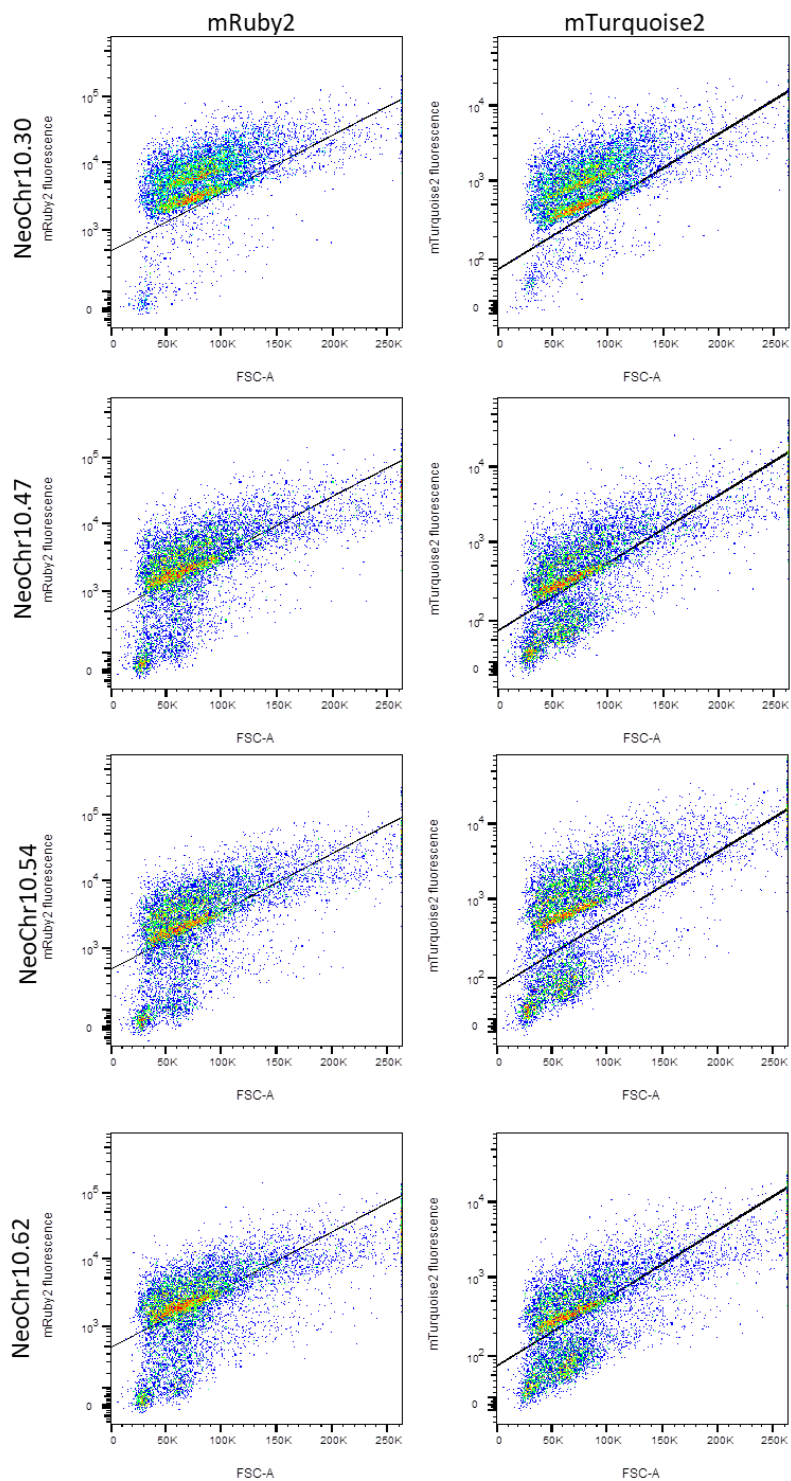 mRuby2 mTurquoise2
NeoChr10.30
mRuby2 fluorescence
10^5
10^4
10^3
0
0 50K 100K 150K 200K 250K
FSC-A
mTurquoise2 fluorescence
10^4
10^3
10^2
0
0 50K 100K 150K 200K 250K
FSC-A
NeoChr10.47
mRuby2 fluorescence
10^5
10^4
10^3
0
0 50K 100K 150K 200K 250K
FSC-A
mTurquoise2 fluorescence
10^4
10^3
10^2
0
0 50K 100K 150K 200K 250K
FSC-A
NeoChr10.54
mRuby2 fluorescence
10^5
10^4
10^3
0
0 50K 100K 150K 200K 250K
FSC-A
mTurquoise2 fluorescence
10^4
10^3
10^2
0
0 50K 100K 150K 200K 250K
FSC-A
NeoChr10.62
mRuby2 fluorescence
10^5
10^4
10^3
0
0 50K 100K 150K 200K 250K
FSC-A
mTurquoise2 fluorescence
10^4
10^3
10^2
0
0 50K 100K 150K 200K 250K
FSC-A